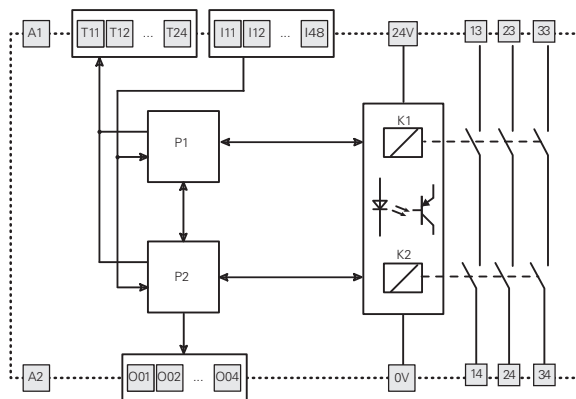 A1 T11 T12 ... T24 I11 I12 ... I48 24V 13 23 33
K1
P1
K2
P2
A2 O01 O02 ... O04 0V 14 24 34